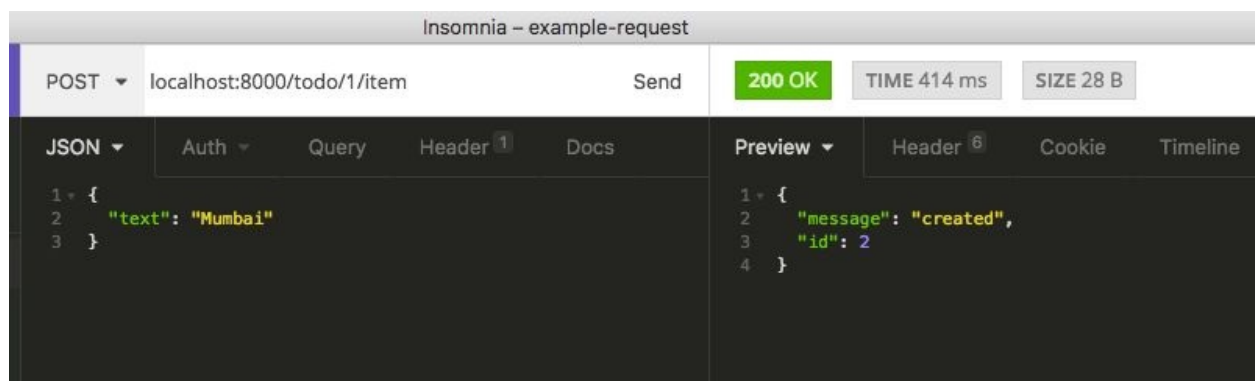 Insomnia – example-request
POST localhost:8000/todo/1/item Send
200 OK TIME 414 ms SIZE 28 B
JSON Auth Query Header 1 Docs
Preview Header 6 Cookie Timeline
1 {
2 "text": "Mumbai"
3 }
1 {
2 "message": "created",
3 "id": 2
4 }